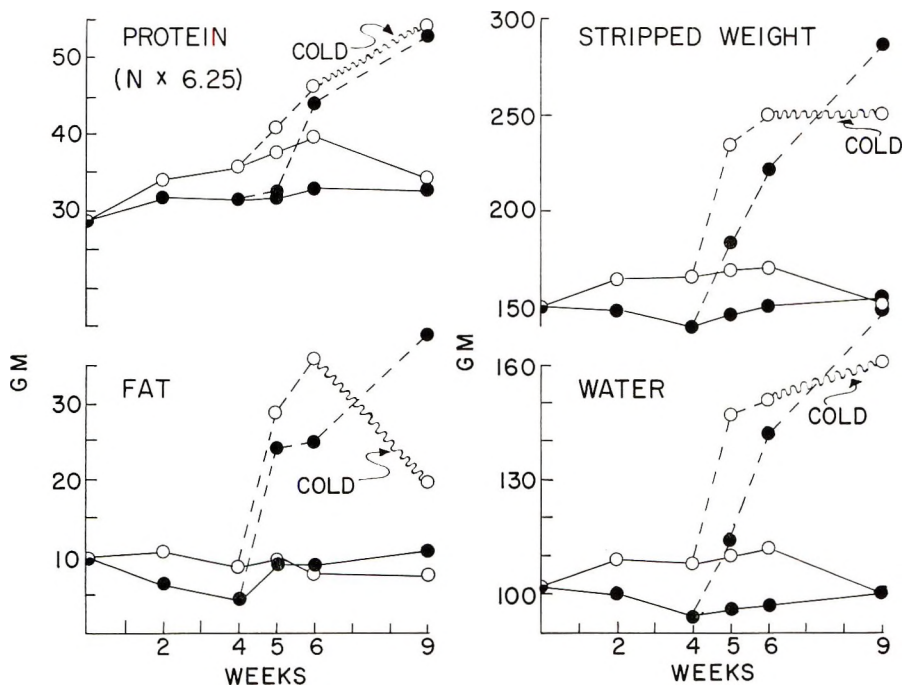 PROTEIN
(N × 6.25)
COLD
50
40
30
STRIPPED WEIGHT
300
250
200
150
COLD
GM
FAT
30
20
10
COLD
2 4 5 6 9
WEEKS
GM
WATER
160
130
100
COLD
2 4 5 6 9
WEEKS